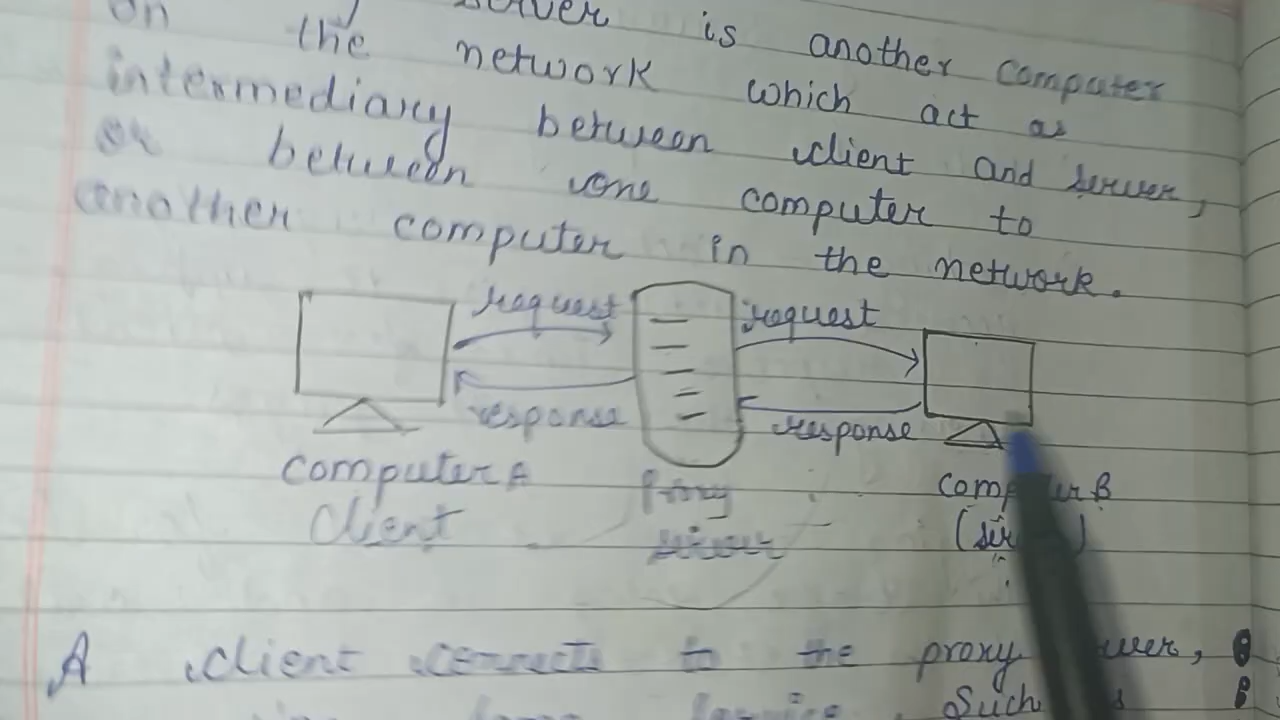 server is another computer
on the network which act as
intermediary between client and server,
or between one computer to
another computer in the network.
request request
response response
Computer A Proxy Computer B
Client server
A client connects to the proxy
such